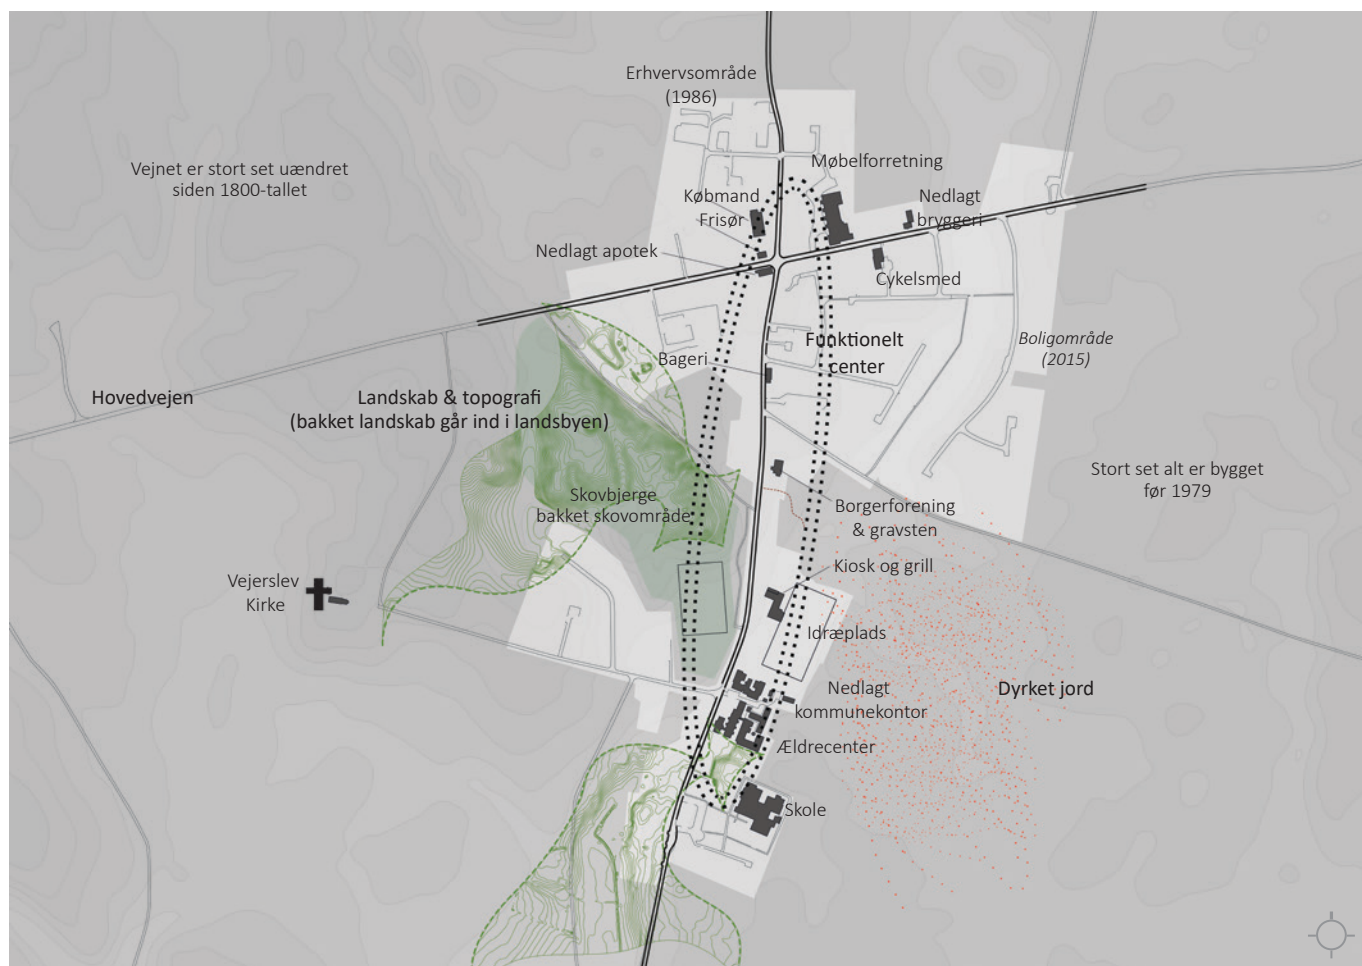 Erhvervsområde
(1986)
Vejnet er stort set uændret
siden 1800-tallet
Møbelforretning
Købmand
Frisør
Nedlagt
bryggeri
Nedlagt apotek
Cykelsmed
Funktionelt
center
Boligområde
(2015)
Bageri
Hovedvejen
Landskab & topografi
(bakket landskab går ind i landsbyen)
Stort set alt er bygget
før 1979
Skovbjerge
bakket skovområde
Borgerforening
& gravsten
Kiosk og grill
Vejerslev
Kirke
Idræplads
Dyrket jord
Nedlagt
kommunekontor
Ældrecenter
Skole